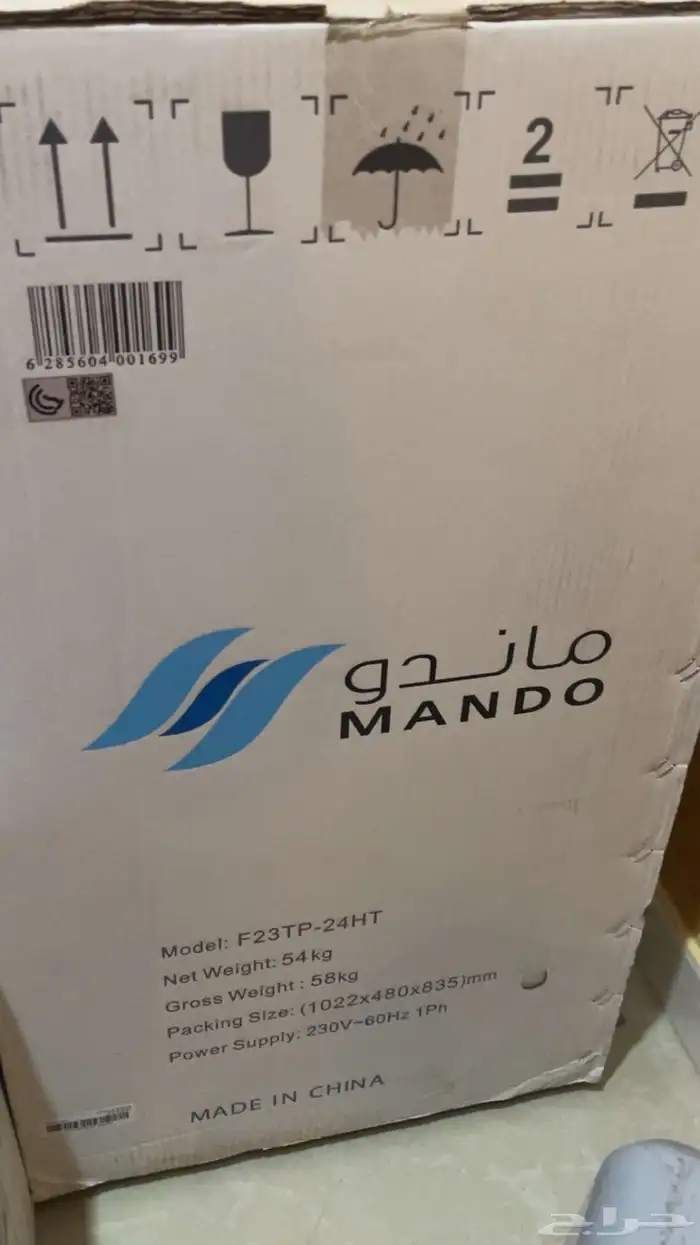 2
6 285604 001699
ماندو
MANDO
Model: F23TP-24HT
Net Weight: 54kg
Gross Weight : 58kg
Packing Size: (1022x480x835)mm
Power Supply: 230V~60Hz 1Ph
MADE IN CHINA
حراج